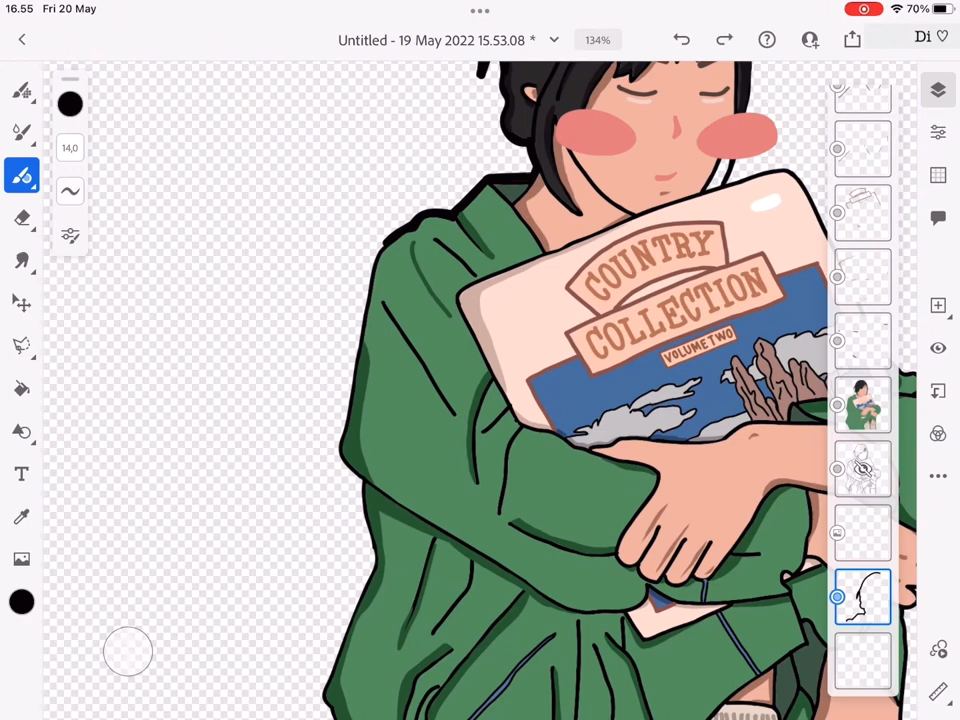 16.55 Fri 20 May
70%
Untitled - 19 May 2022 15.53.08 *
134%
Di ♡
14,0
COUNTRY
COLLECTION
VOLUME TWO
T